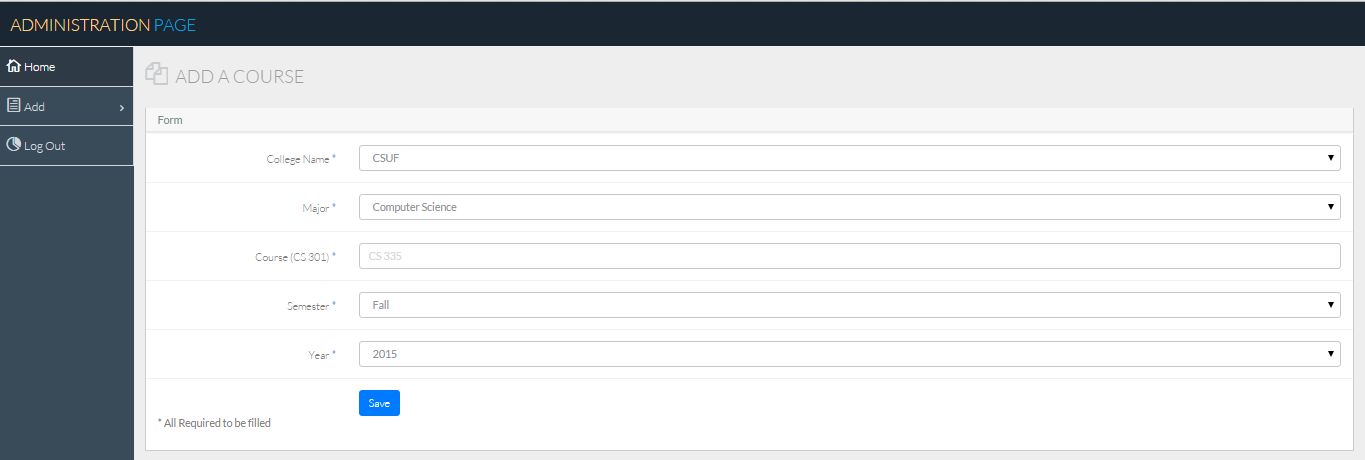 ADMINISTRATION PAGE
Home
Add
Log Out
ADD A COURSE
Form
College Name * CSUF
Major * Computer Science
Course (CS 301) * CS 335
Semester * Fall
Year * 2015
Save
* All Required to be filled